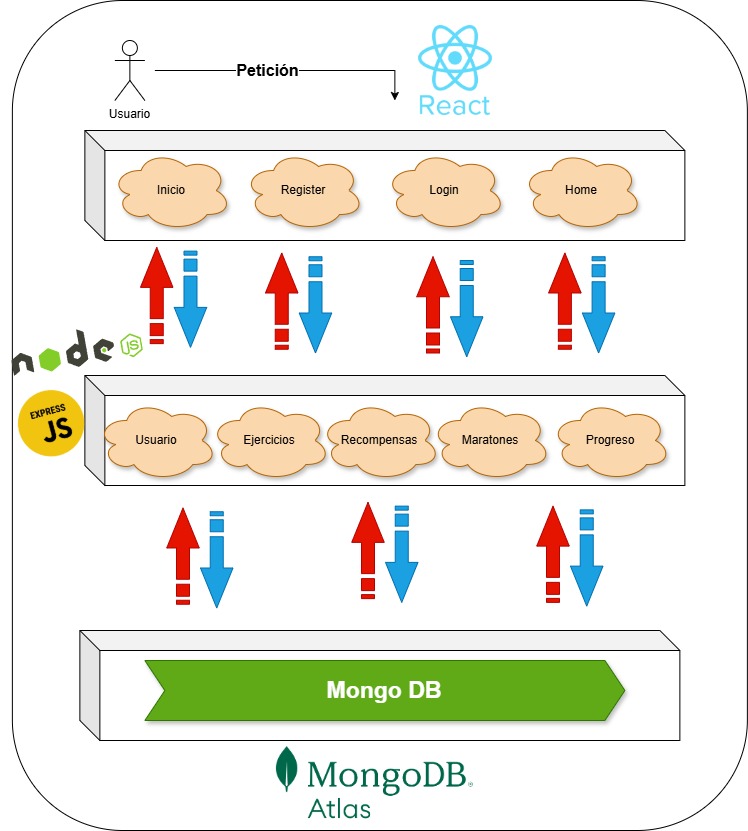 Petición
Usuario
React
Inicio
Register
Login
Home
node
JS
EXPRESS
JS
Usuario
Ejercicios
Recompensas
Maratones
Progreso
Mongo DB
MongoDB®
Atlas